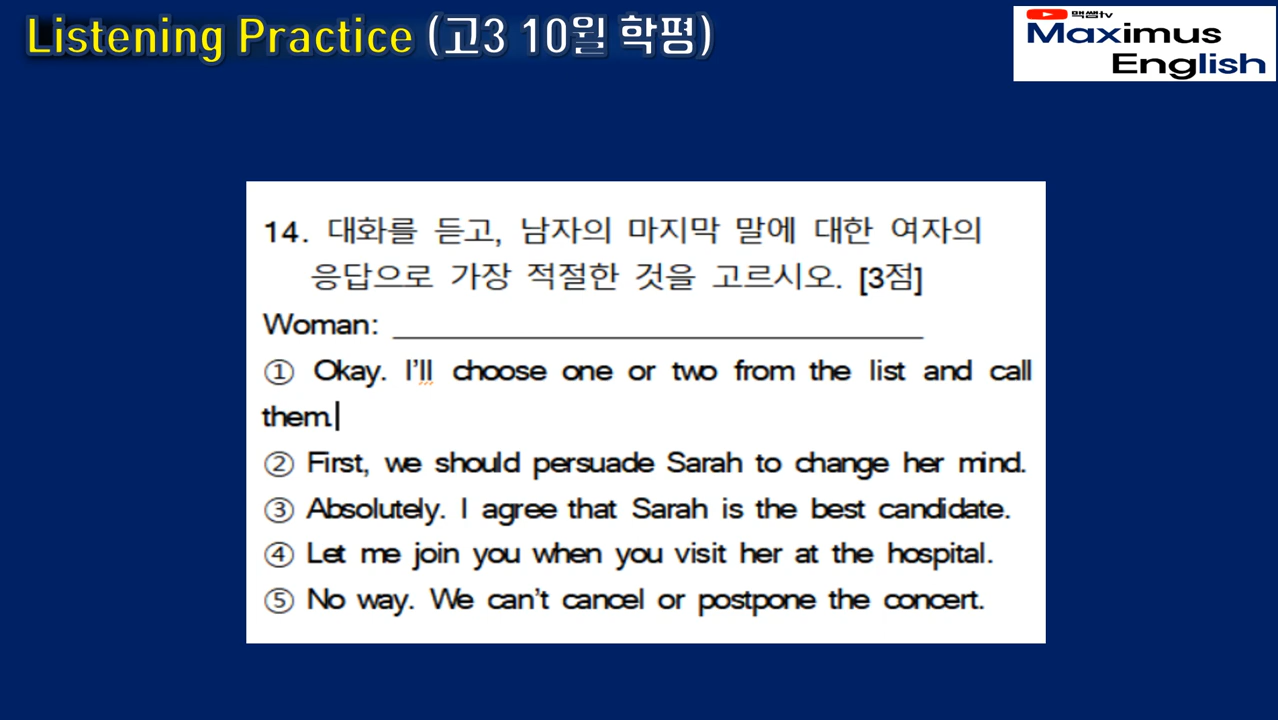 Listening Practice (고3 10월 학평)
맥쌤tv
Maximus
English
14. 대화를 듣고, 남자의 마지막 말에 대한 여자의
응답으로 가장 적절한 것을 고르시오. [3점]
Woman: ________________________________
① Okay. I'll choose one or two from the list and call
them.
② First, we should persuade Sarah to change her mind.
③ Absolutely. I agree that Sarah is the best candidate.
④ Let me join you when you visit her at the hospital.
⑤ No way. We can't cancel or postpone the concert.